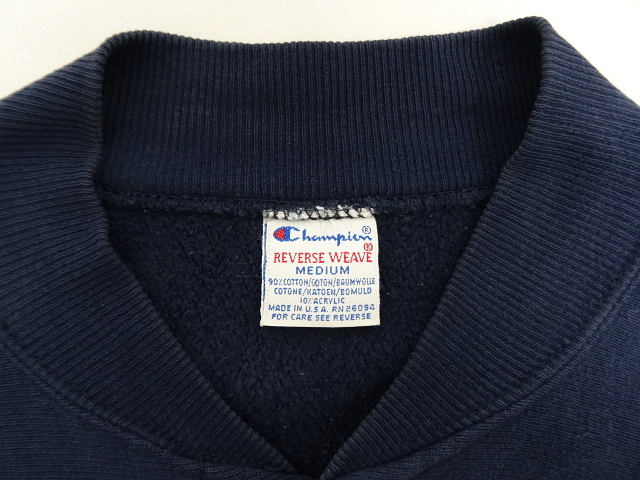 Champion®
REVERSE WEAVE®
MEDIUM
90% COTTON/COTON/BAUMWOLLE
COTONE/KATOEN/BOMULD
10% ACRYLIC
MADE IN U.S.A. RN 26094
FOR CARE SEE REVERSE